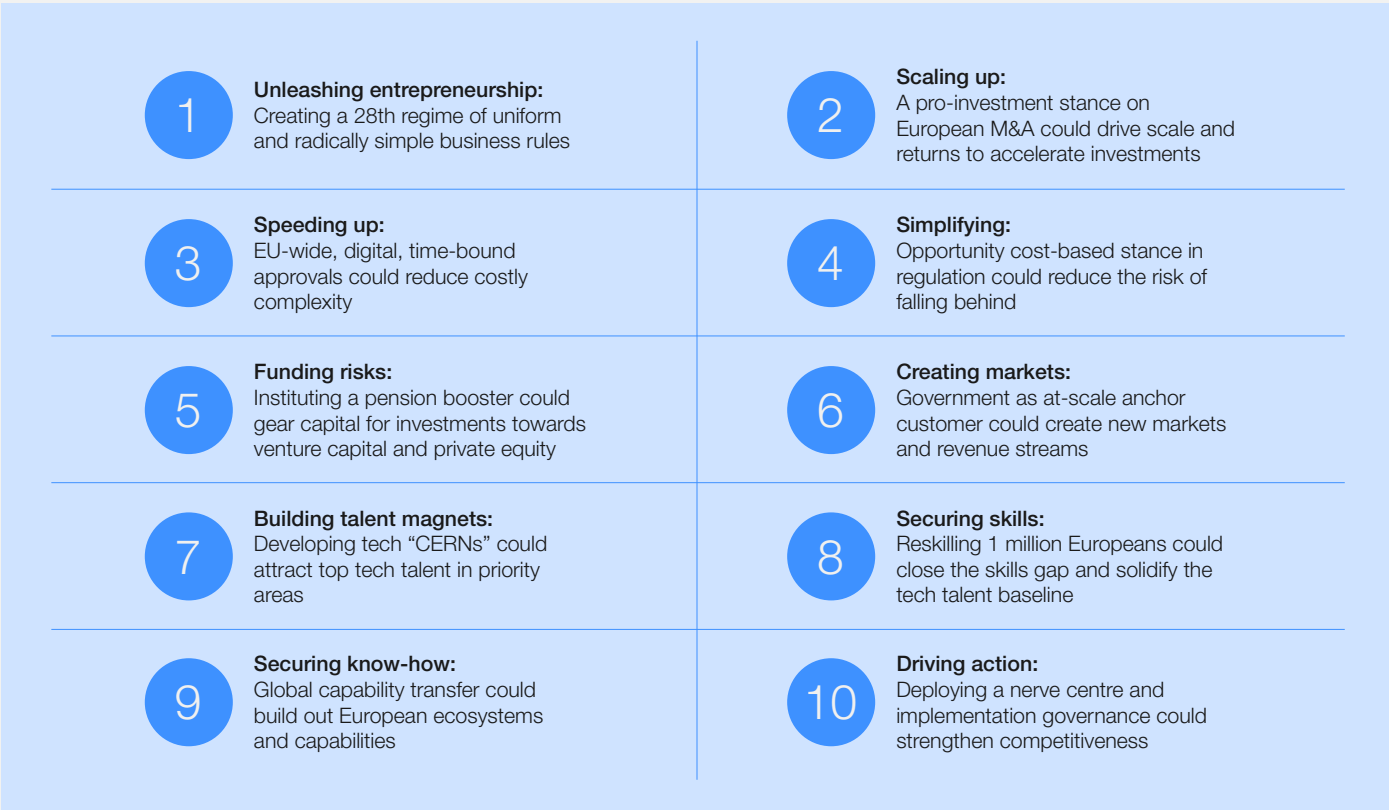 1
Unleashing entrepreneurship:
Creating a 28th regime of uniform
and radically simple business rules
2
Scaling up:
A pro-investment stance on
European M&A could drive scale and
returns to accelerate investments
3
Speeding up:
EU-wide, digital, time-bound
approvals could reduce costly
complexity
4
Simplifying:
Opportunity cost-based stance in
regulation could reduce the risk of
falling behind
5
Funding risks:
Instituting a pension booster could
gear capital for investments towards
venture capital and private equity
6
Creating markets:
Government as at-scale anchor
customer could create new markets
and revenue streams
7
Building talent magnets:
Developing tech “CERNs” could
attract top tech talent in priority
areas
8
Securing skills:
Reskilling 1 million Europeans could
close the skills gap and solidify the
tech talent baseline
9
Securing know-how:
Global capability transfer could
build out European ecosystems
and capabilities
10
Driving action:
Deploying a nerve centre and
implementation governance could
strengthen competitiveness